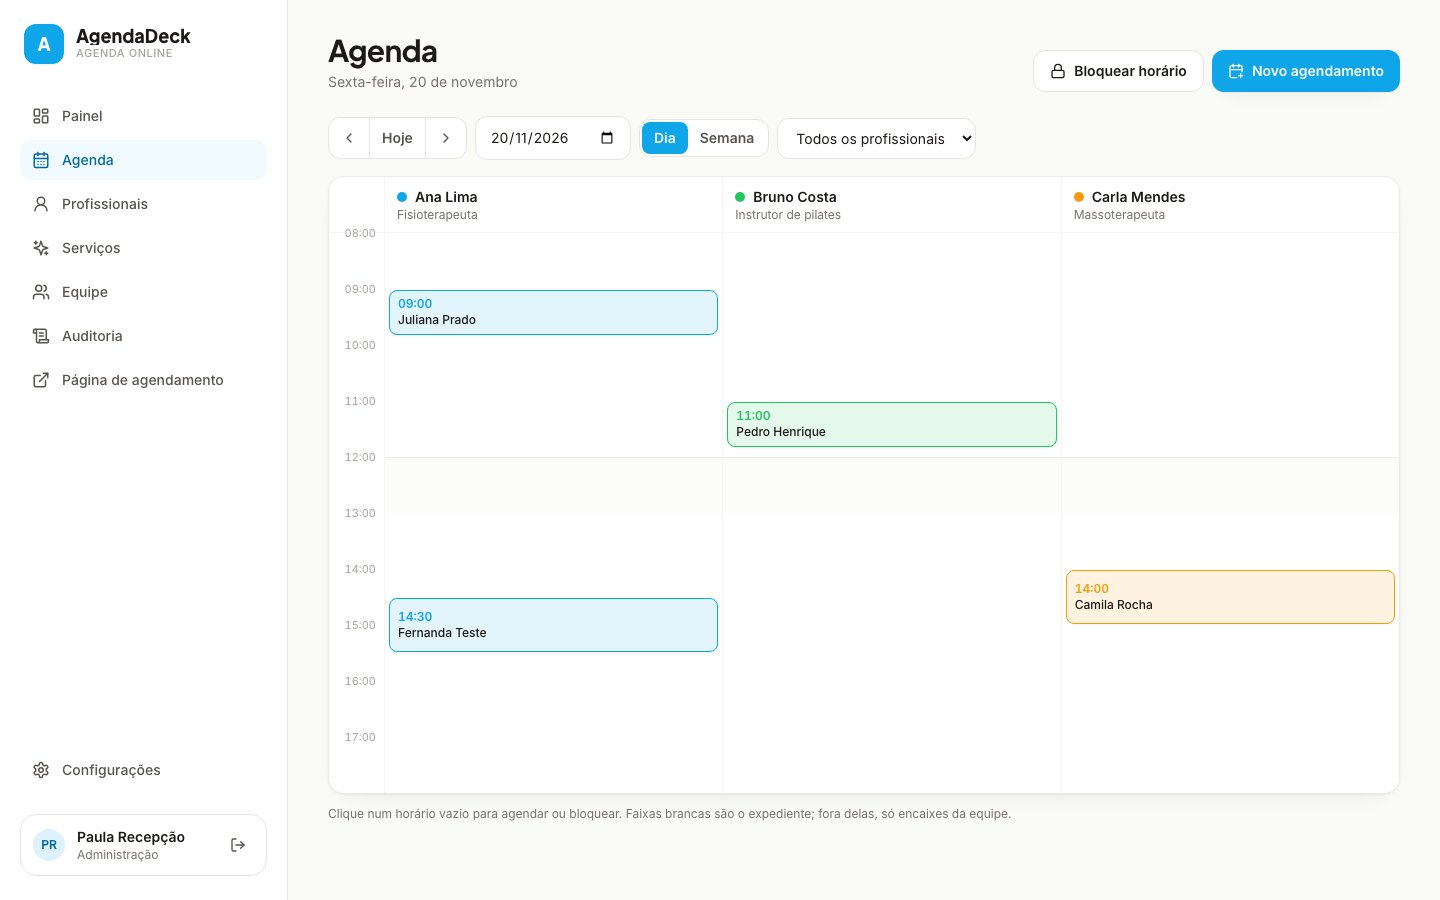 A
AgendaDeck
AGENDA ONLINE
Painel
Agenda
Profissionais
Serviços
Equipe
Auditoria
Página de agendamento
Configurações
PR
Paula Recepção
Administração
Agenda
Sexta-feira, 20 de novembro
Bloquear horário
Novo agendamento
Hoje
20/11/2026
Dia
Semana
Todos os profissionais
Ana Lima
Fisioterapeuta
Bruno Costa
Instrutor de pilates
Carla Mendes
Massoterapeuta
08:00
09:00
09:00
Juliana Prado
10:00
11:00
11:00
Pedro Henrique
12:00
13:00
14:00
14:00
Camila Rocha
14:30
Fernanda Teste
15:00
16:00
17:00
Clique num horário vazio para agendar ou bloquear. Faixas brancas são o expediente; fora delas, só encaixes da equipe.